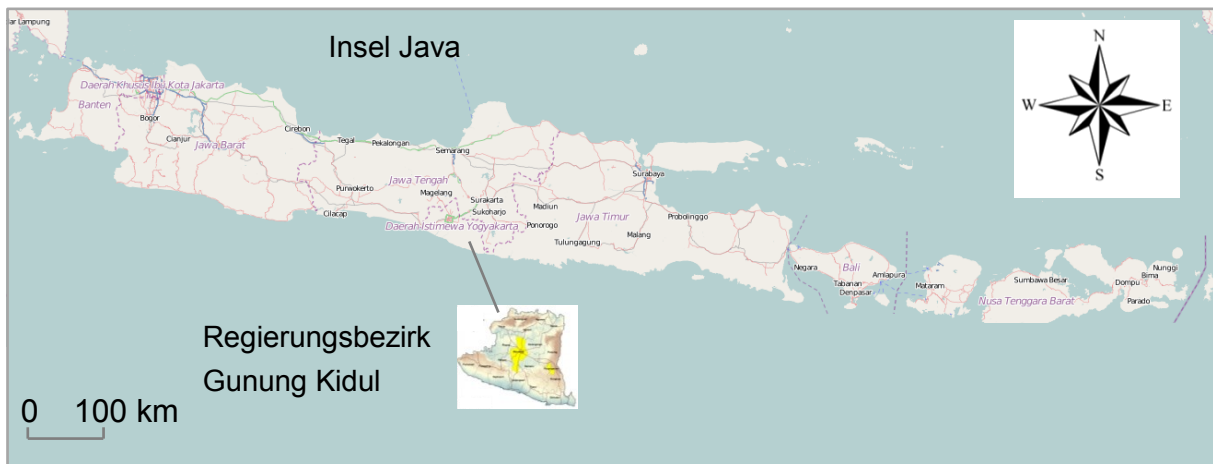 ar Lampung
Insel Java
N
W
E
S
Daerah Khusus Ibu Kota Jakarta
Banten
Bogor
Cianjur
Jawa Barat
Cirebon
Tegal
Pekalongan
Semarang
Surabaya
Purwokerto
Jawa Tengah
Magelang
Surakarta
Sukoharjo
Cilacap
Daerah Istimewa Yogyakarta
Madiun
Ponorogo
Jawa Timur
Tulungagung
Malang
Probolinggo
Negara
Bali
Tabanan
Denpasar
Amlapura
Mataram
Sumbawa Besar
Nusa Tenggara Barat
Dompu
Bima
Nunggi
Parado
Regierungsbezirk
Gunung Kidul
0 100 km